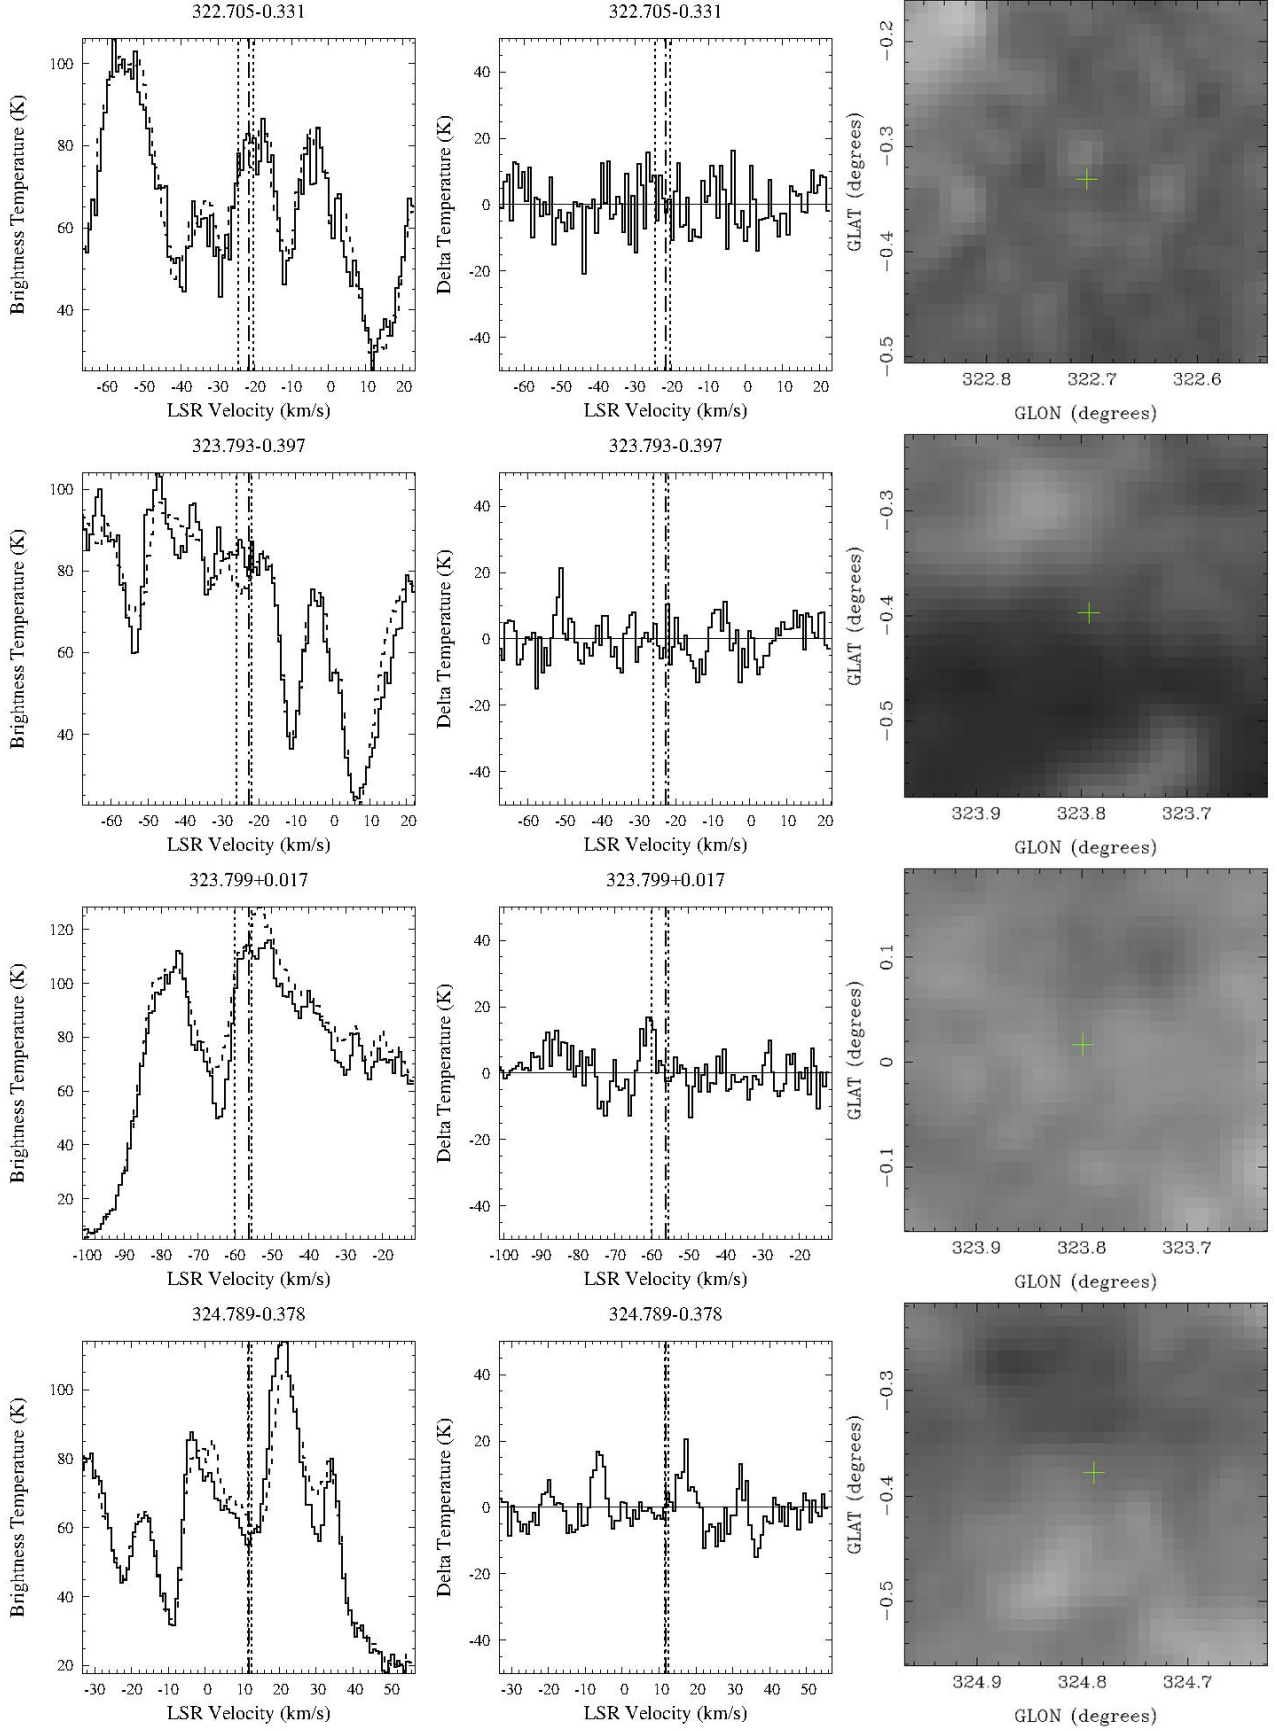 322.705-0.331
322.705-0.331
Brightness Temperature (K)
100
80
60
40
-60 -50 -40 -30 -20 -10 0 10 20
LSR Velocity (km/s)
Delta Temperature (K)
40
20
0
-20
-40
-60 -50 -40 -30 -20 -10 0 10 20
LSR Velocity (km/s)
GLAT (degrees)
-0.2
-0.3
-0.4
-0.5
322.8 322.7 322.6
GLON (degrees)
323.793-0.397
323.793-0.397
Brightness Temperature (K)
100
80
60
40
-60 -50 -40 -30 -20 -10 0 10 20
LSR Velocity (km/s)
Delta Temperature (K)
40
20
0
-20
-40
-60 -50 -40 -30 -20 -10 0 10 20
LSR Velocity (km/s)
GLAT (degrees)
-0.3
-0.4
-0.5
323.9 323.8 323.7
GLON (degrees)
323.799+0.017
323.799+0.017
Brightness Temperature (K)
120
100
80
60
40
20
-100 -90 -80 -70 -60 -50 -40 -30 -20
LSR Velocity (km/s)
Delta Temperature (K)
40
20
0
-20
-40
-100 -90 -80 -70 -60 -50 -40 -30 -20
LSR Velocity (km/s)
GLAT (degrees)
0.1
0
-0.1
323.9 323.8 323.7
GLON (degrees)
324.789-0.378
324.789-0.378
Brightness Temperature (K)
100
80
60
40
20
-30 -20 -10 0 10 20 30 40 50
LSR Velocity (km/s)
Delta Temperature (K)
40
20
0
-20
-40
-30 -20 -10 0 10 20 30 40 50
LSR Velocity (km/s)
GLAT (degrees)
-0.3
-0.4
-0.5
324.9 324.8 324.7
GLON (degrees)